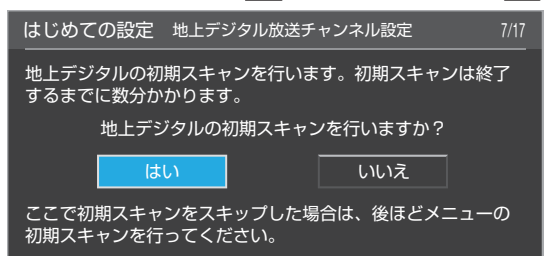 はじめての設定 地上デジタル放送チャンネル設定 7/17
地上デジタルの初期スキャンを行います。初期スキャンは終了
するまでに数分かかります。
地上デジタルの初期スキャンを行いますか？
はい いいえ
ここで初期スキャンをスキップした場合は、後ほどメニューの
初期スキャンを行ってください。